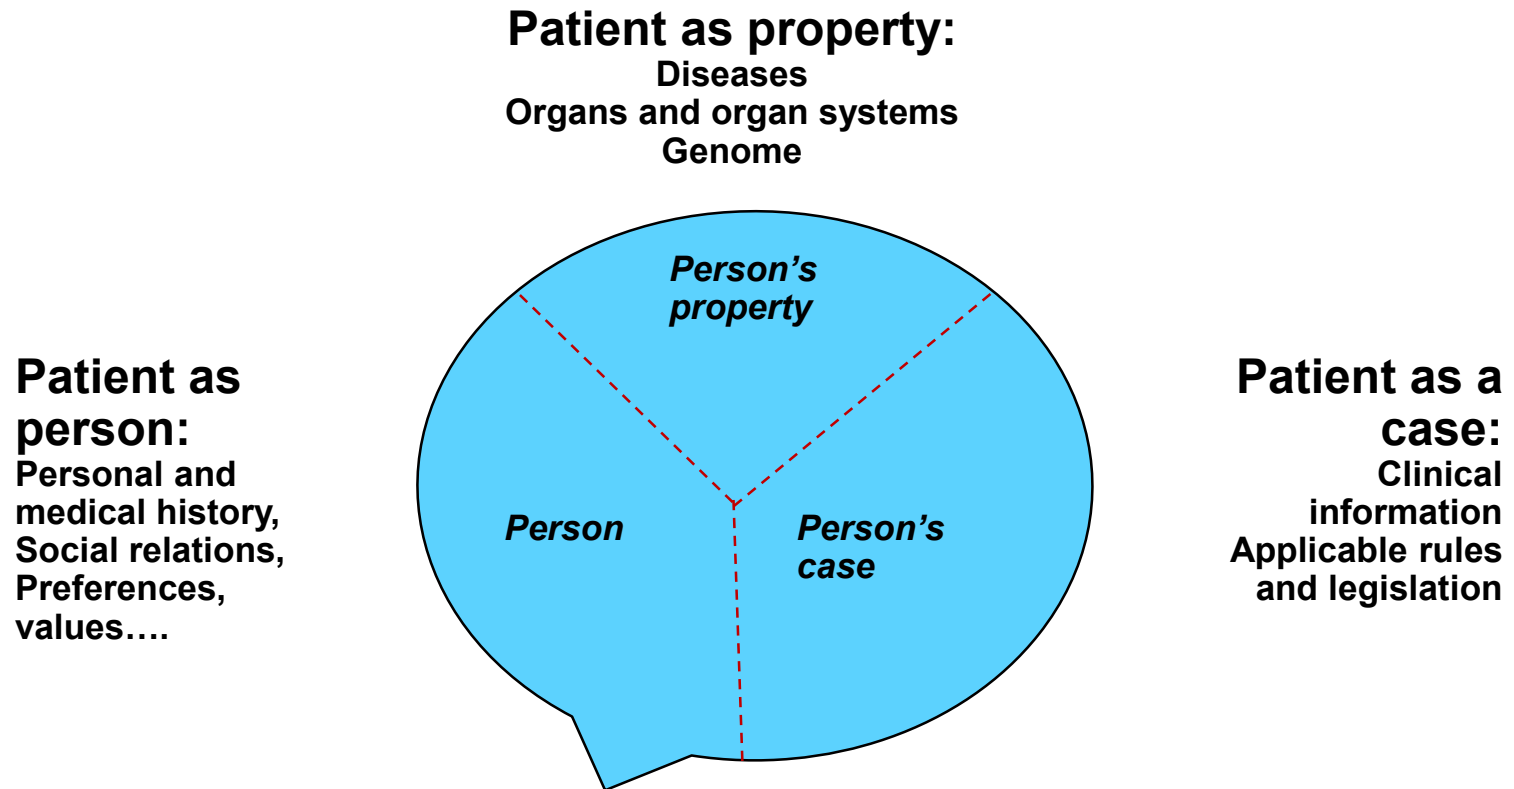 Patient as property:
Diseases
Organs and organ systems
Genome
Person’s
property
Patient as
person:
Personal and
medical history,
Social relations,
Preferences,
values….
Person
Person’s
case
Patient as a
case:
Clinical
information
Applicable rules
and legislation